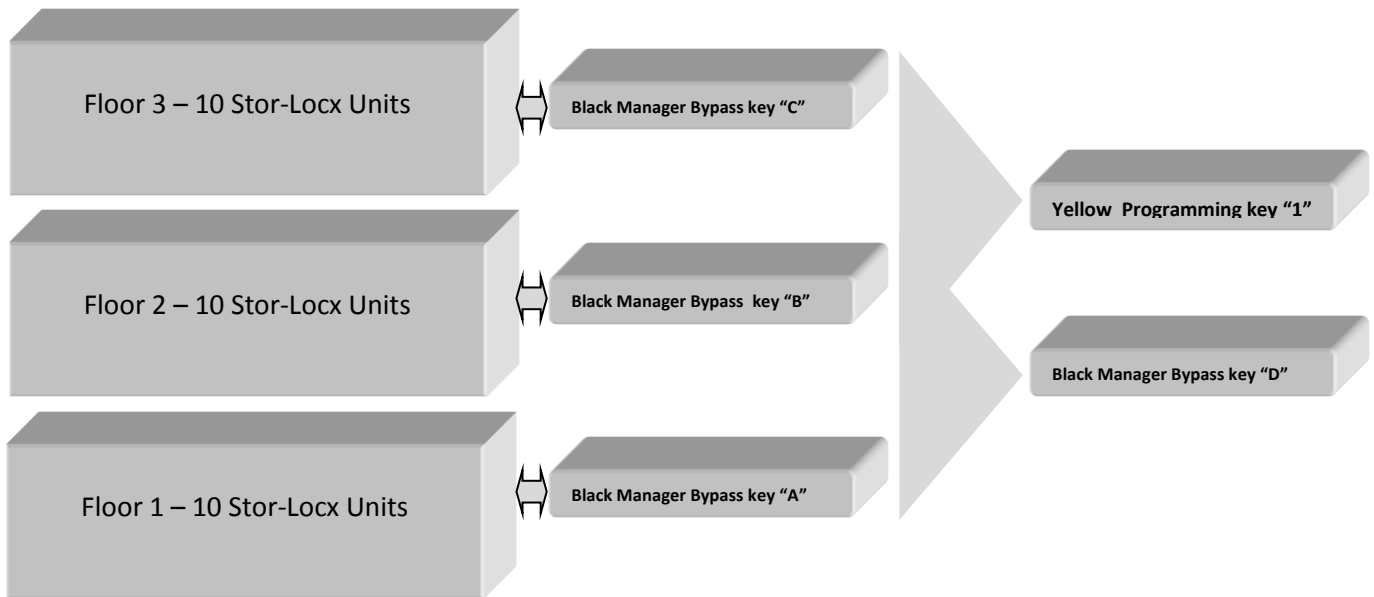 Floor 3 – 10 Stor-Locx Units
Black Manager Bypass key “C”
Yellow Programming key “1”
Floor 2 – 10 Stor-Locx Units
Black Manager Bypass key “B”
Black Manager Bypass key “D”
Floor 1 – 10 Stor-Locx Units
Black Manager Bypass key “A”